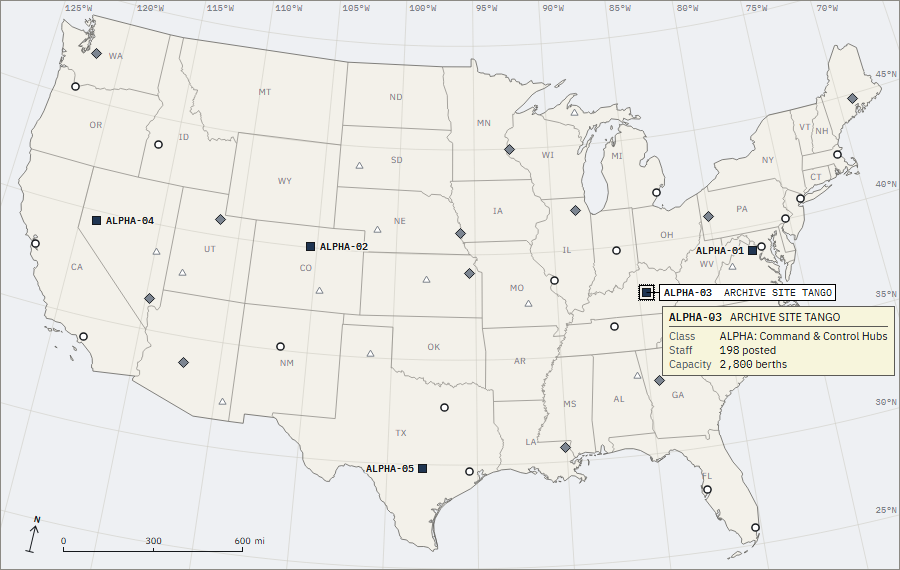 125°W 120°W 115°W 110°W 105°W 100°W 95°W 90°W 85°W 80°W 75°W 70°W
45°N
40°N
35°N
30°N
25°N
WA
MT
ND
MN
OR
ID
SD
WI
MI
VT
NH
NY
CT
WY
NE
IA
PA
ALPHA-04
UT
ALPHA-02
IL
OH
ALPHA-01
CA
CO
MO
WV
ALPHA-03 ARCHIVE SITE TANGO
ALPHA-03 ARCHIVE SITE TANGO
Class ALPHA: Command & Control Hubs
Staff 198 posted
Capacity 2,800 berths
NM
OK
AR
MS
AL
GA
TX
LA
ALPHA-05
FL
N
0 300 600 mi